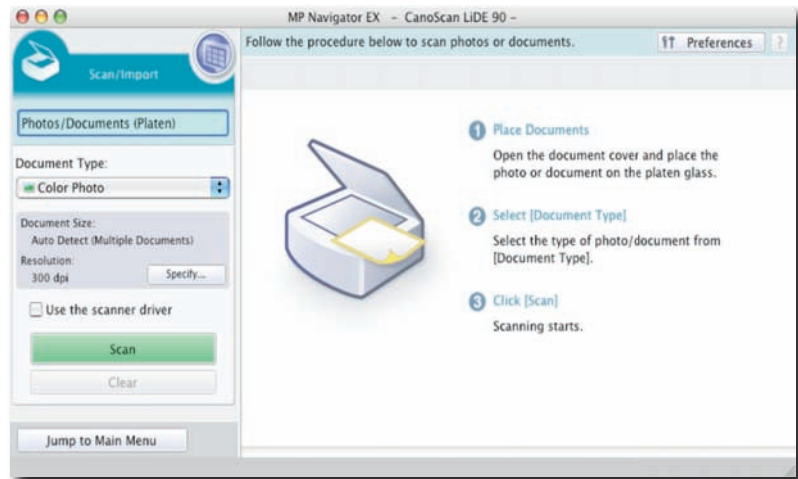 MP Navigator EX - CanoScan LiDE 90 -
Scan/Import
Follow the procedure below to scan photos or documents.
Preferences
?
Photos/Documents (Platen)
Document Type:
Color Photo
Document Size:
Auto Detect (Multiple Documents)
Resolution:
300 dpi
Specify...
Use the scanner driver
Scan
Clear
Jump to Main Menu
1 Place Documents
Open the document cover and place the
photo or document on the platen glass.
2 Select [Document Type]
Select the type of photo/document from
[Document Type].
3 Click [Scan]
Scanning starts.